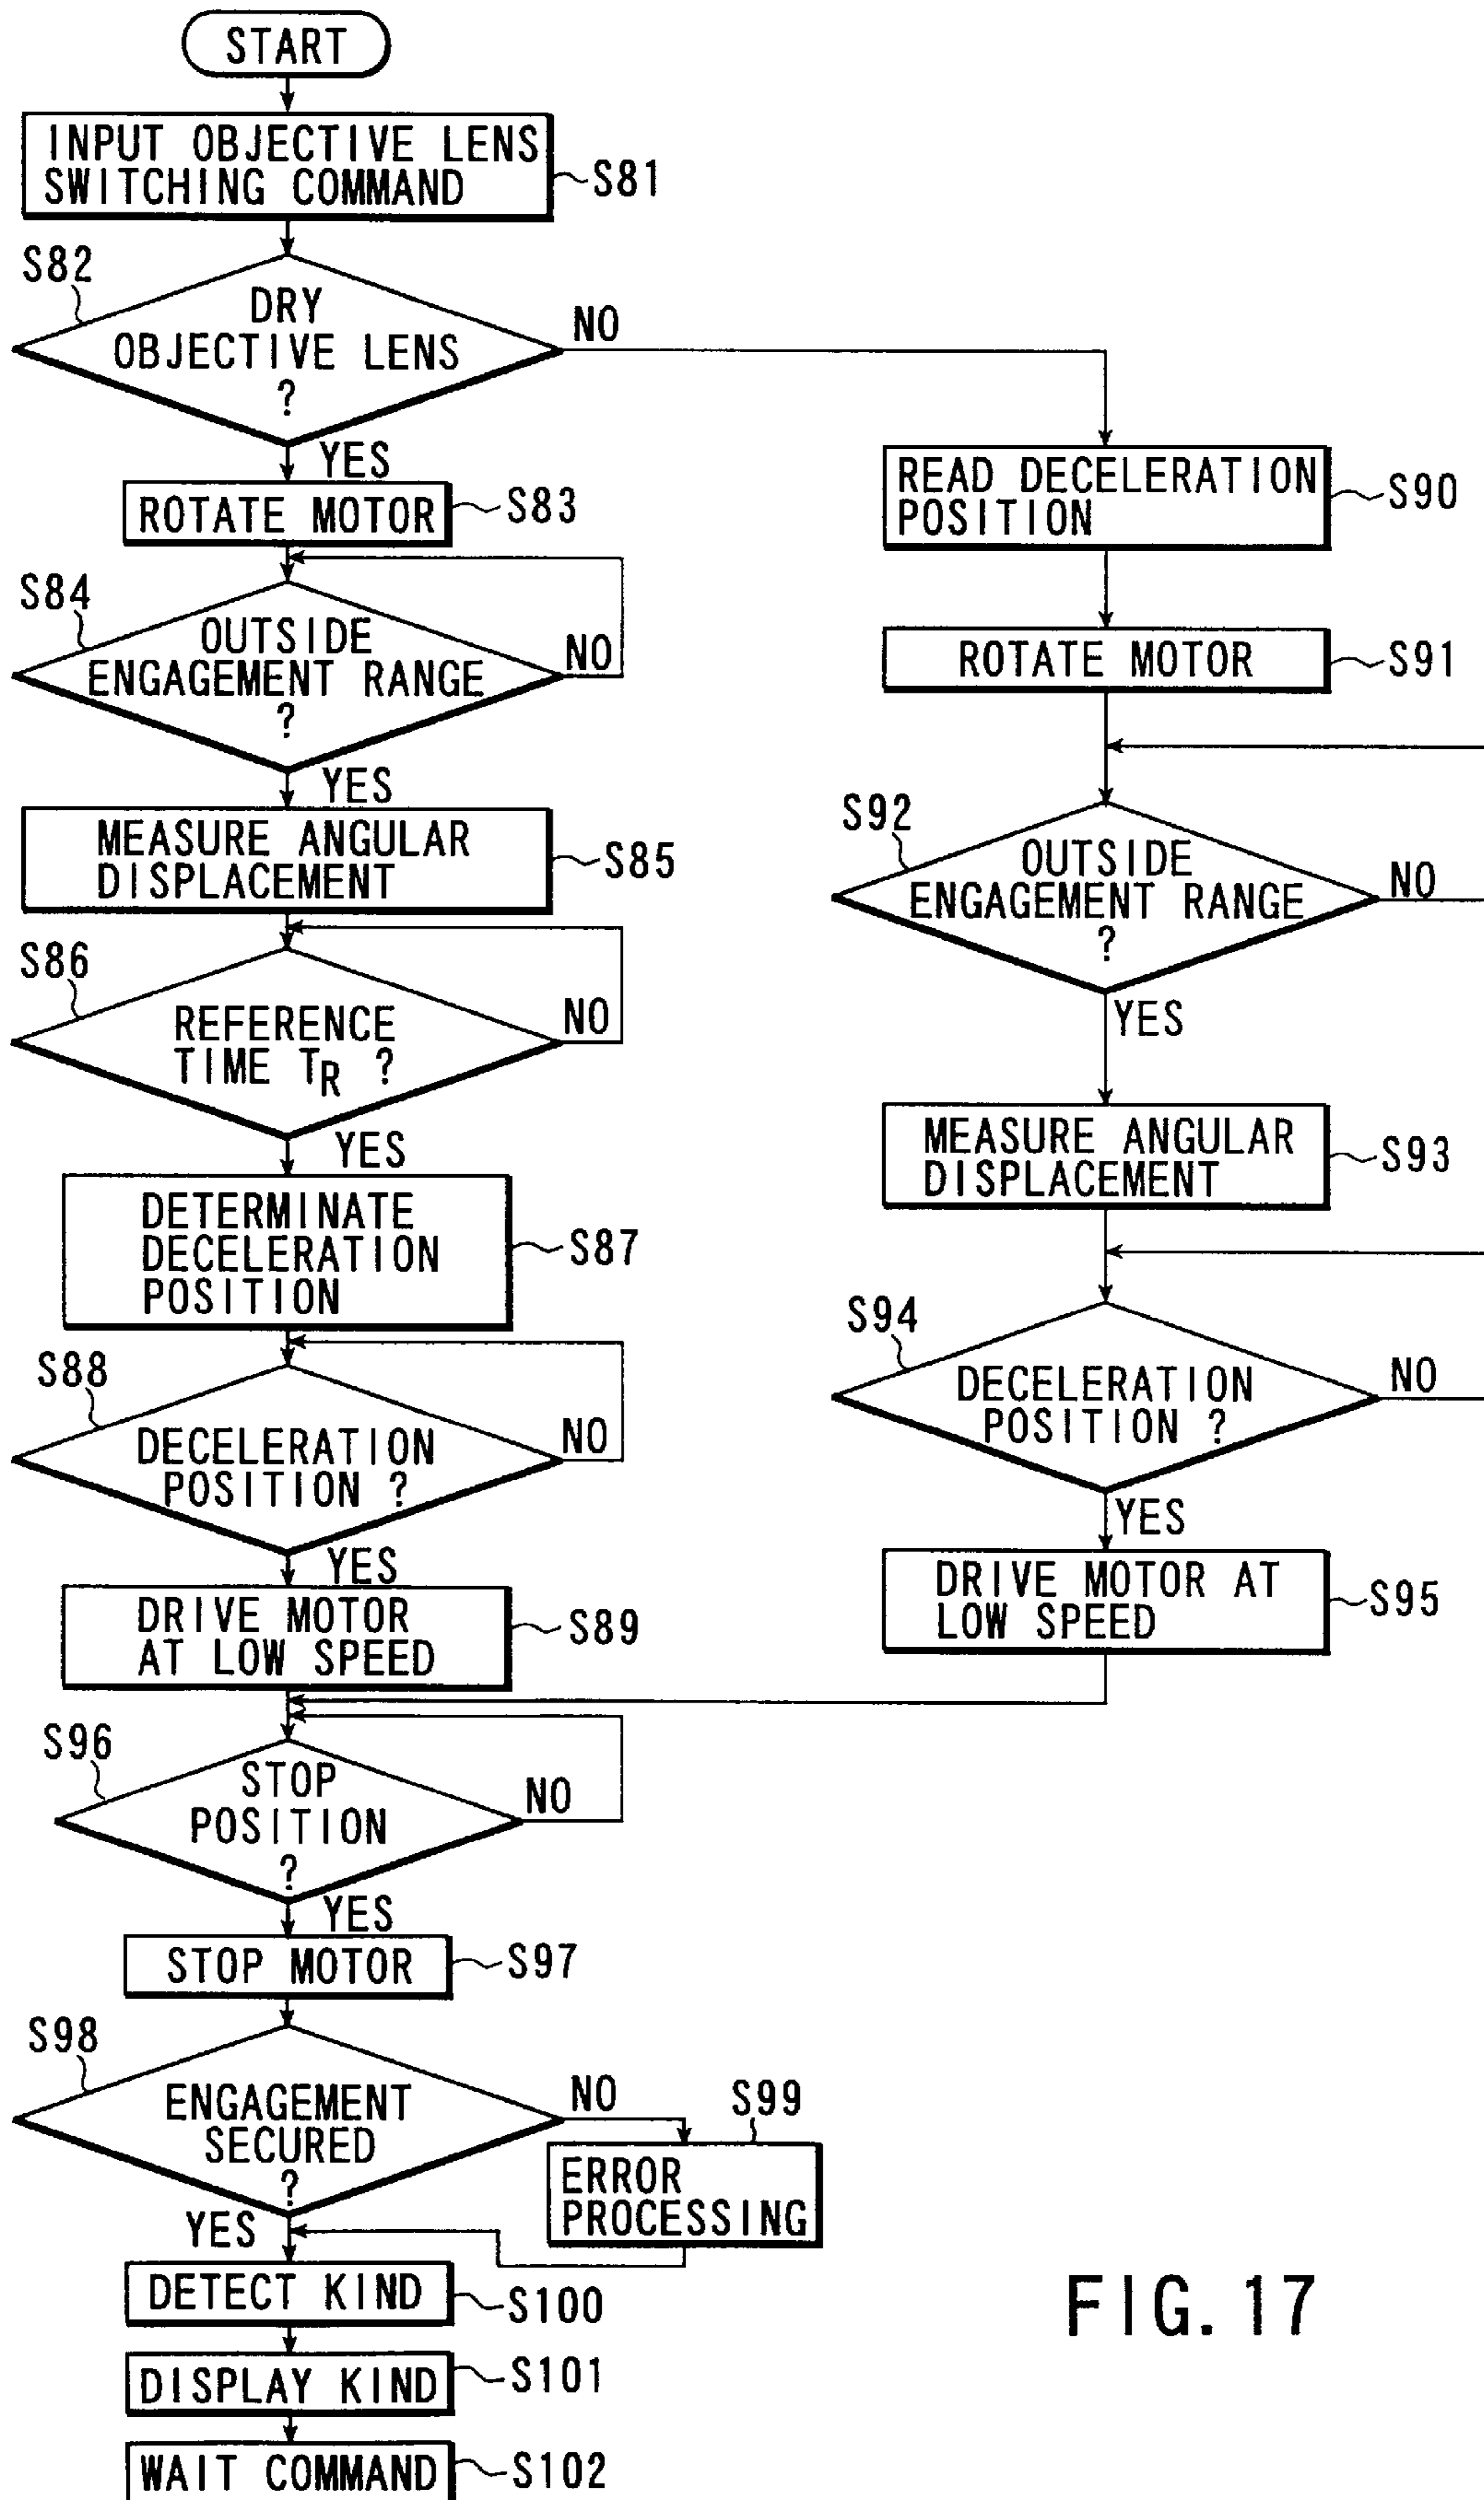 START
INPUT OBJECTIVE LENS
SWITCHING COMMAND
S81
S82
DRY
OBJECTIVE LENS
?
NO
YES
ROTATE MOTOR
S83
S84
OUTSIDE
ENGAGEMENT RANGE
?
NO
YES
MEASURE ANGULAR
DISPLACEMENT
S85
S86
REFERENCE
TIME TR ?
NO
YES
DETERMINATE
DECELERATION
POSITION
S87
S88
DECELERATION
POSITION ?
NO
YES
DRIVE MOTOR
AT LOW SPEED
S89
READ DECELERATION
POSITION
S90
ROTATE MOTOR
S91
S92
OUTSIDE
ENGAGEMENT RANGE
?
NO
YES
MEASURE ANGULAR
DISPLACEMENT
S93
S94
DECELERATION
POSITION ?
NO
YES
DRIVE MOTOR AT
LOW SPEED
S95
S96
STOP
POSITION
?
NO
YES
STOP MOTOR
S97
S98
ENGAGEMENT
SECURED
?
NO
S99
ERROR
PROCESSING
YES
DETECT KIND
S100
DISPLAY KIND
S101
WAIT COMMAND
S102
FIG. 17